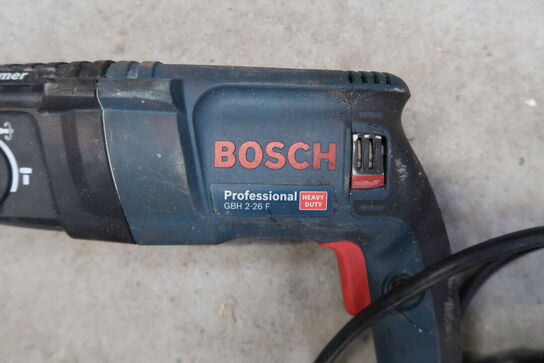 mer
BOSCH
Professional
GBH 2-26 F
HEAVY
DUTY